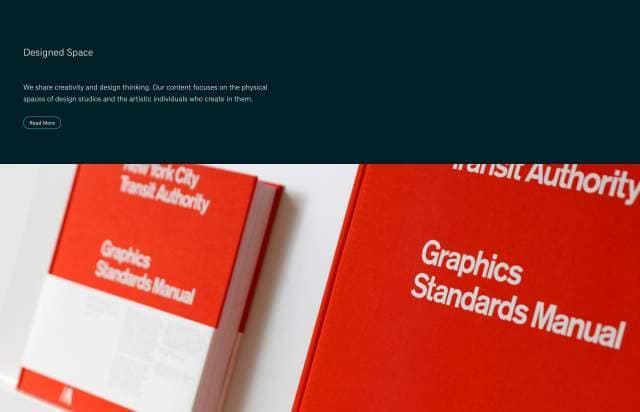 Designed Space
We share creativity and design thinking. Our content focuses on the physical
spaces of design studios and the artistic individuals who create in them.
Read More
New York City
Transit Authority
Graphics
Standards Manual
Transit Authority
Graphics
Standards Manual